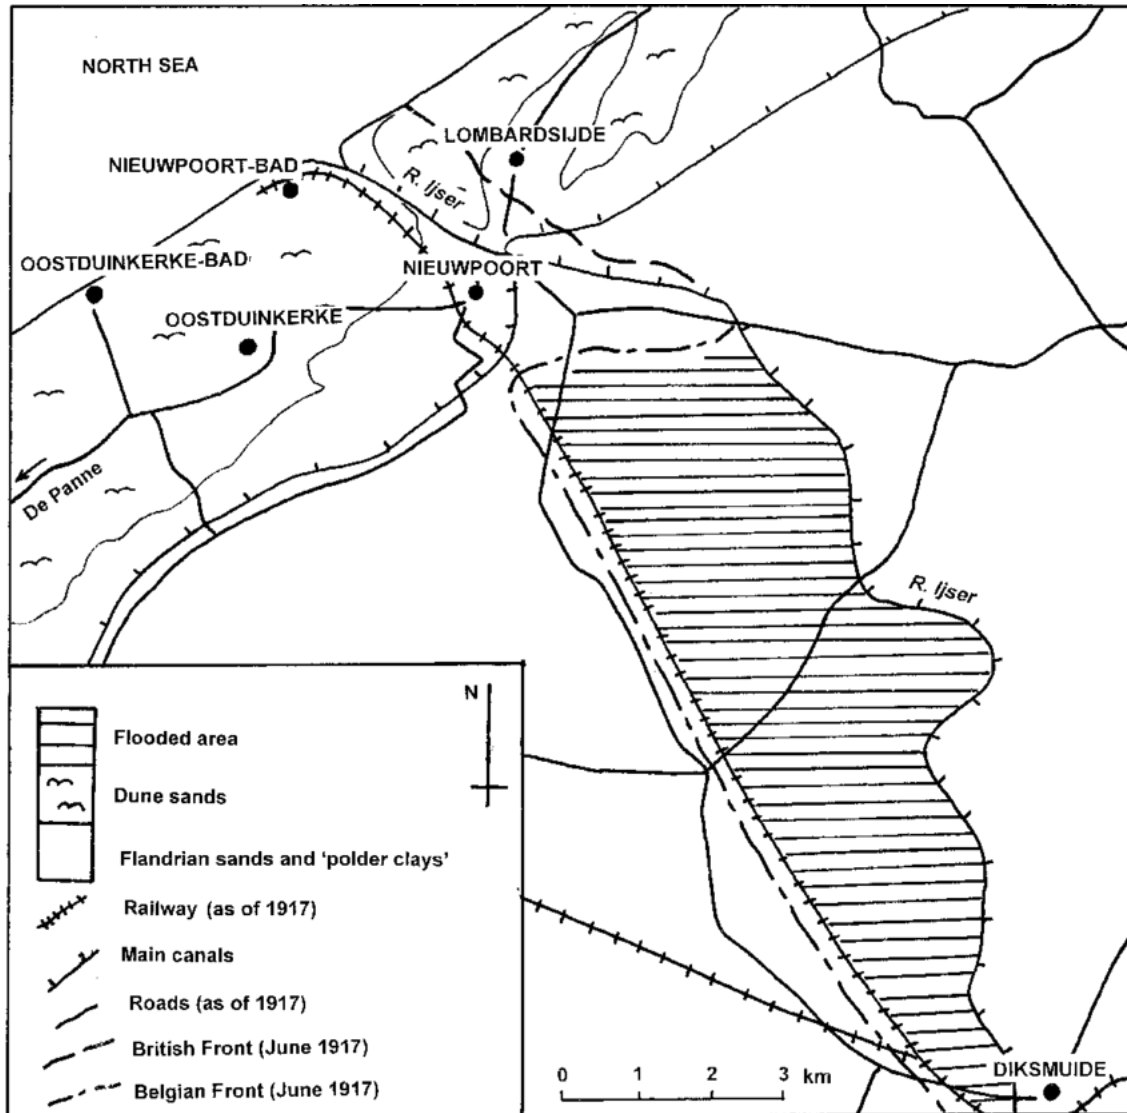 NORTH SEA
LOMBARDSIJDE
NIEUWPOORT-BAD
R. Ijser
OOSTDUINKERKE-BAD
NIEUWPOORT
OOSTDUINKERKE
De Panne
R. Ijser
N
Flooded area
Dune sands
Flandrian sands and 'polder clays'
Railway (as of 1917)
Main canals
Roads (as of 1917)
British Front (June 1917)
Belgian Front (June 1917)
0 1 2 3 km
DIKSMUIDE